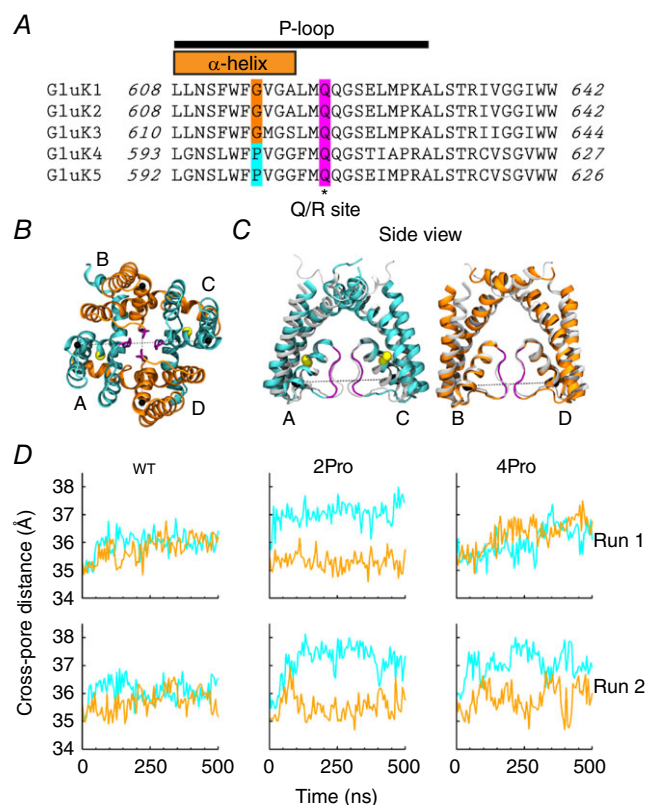 A
P-loop
α-helix
GluK1 608 LLNSFWFGVGALMQQGSELMPKALSTRIVGGIWW 642
GluK2 608 LLNSFWFGVGALMQQGSELMPKALSTRIVGGIWW 642
GluK3 610 LLNSFWFGMGSLMQQGSELMPKALSTRIIGGIWW 644
GluK4 593 LGNSLWFPVGGFMQQGSTIAPRALSTRCVSGVWW 627
GluK5 592 LGNSFWFPVGGFMQQGSEIMPRALSTRCVSGVWW 626
*
Q/R site
B
C Side view
B C
A D
A C B D
D
WT 2Pro 4Pro
Cross-pore distance (Å)
38
37
36
35
34
Run 1
38
37
36
35
34
Run 2
0 250 500 0 250 500 0 250 500
Time (ns)